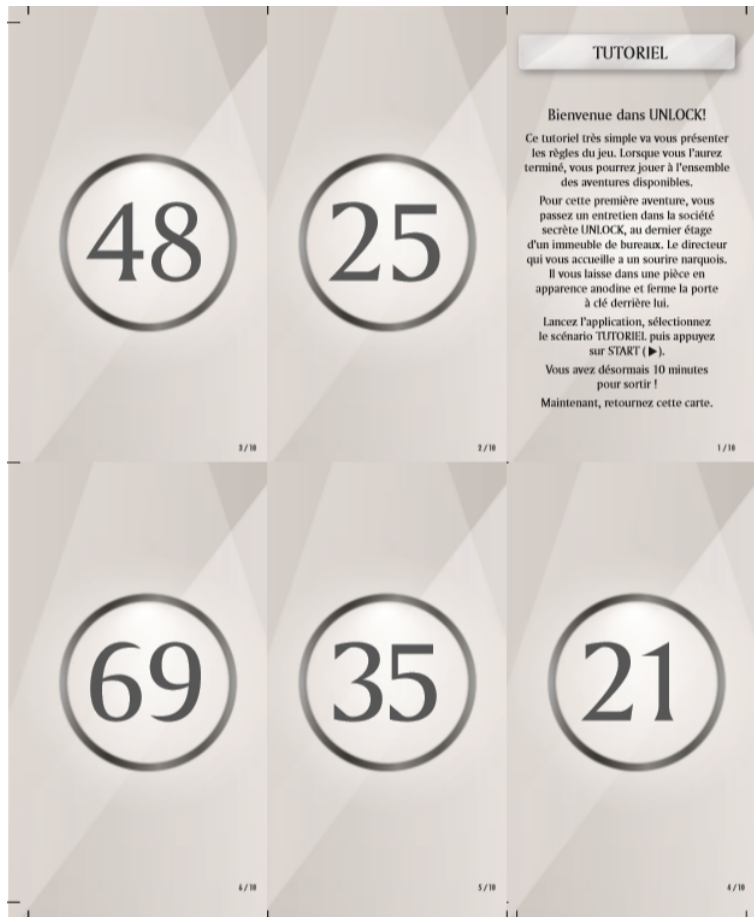 48
3/10
25
2/10
TUTORIEL
Bienvenue dans UNLOCK!
Ce tutoriel très simple va vous présenter
les règles du jeu. Lorsque vous l'aurez
terminé, vous pourrez jouer à l'ensemble
des aventures disponibles.
Pour cette première aventure, vous
passez un entretien dans la société
secrète UNLOCK, au dernier étage
d'un immeuble de bureaux. Le directeur
qui vous accueille a un sourire narquois.
Il vous laisse dans une pièce en
apparence anodine et ferme la porte
à clé derrière lui.
Lancez l'application, sélectionnez
le scénario TUTORIEL puis appuyez
sur START (▶).
Vous avez désormais 10 minutes
pour sortir !
Maintenant, retournez cette carte.
1/10
69
6/10
35
5/10
21
4/10